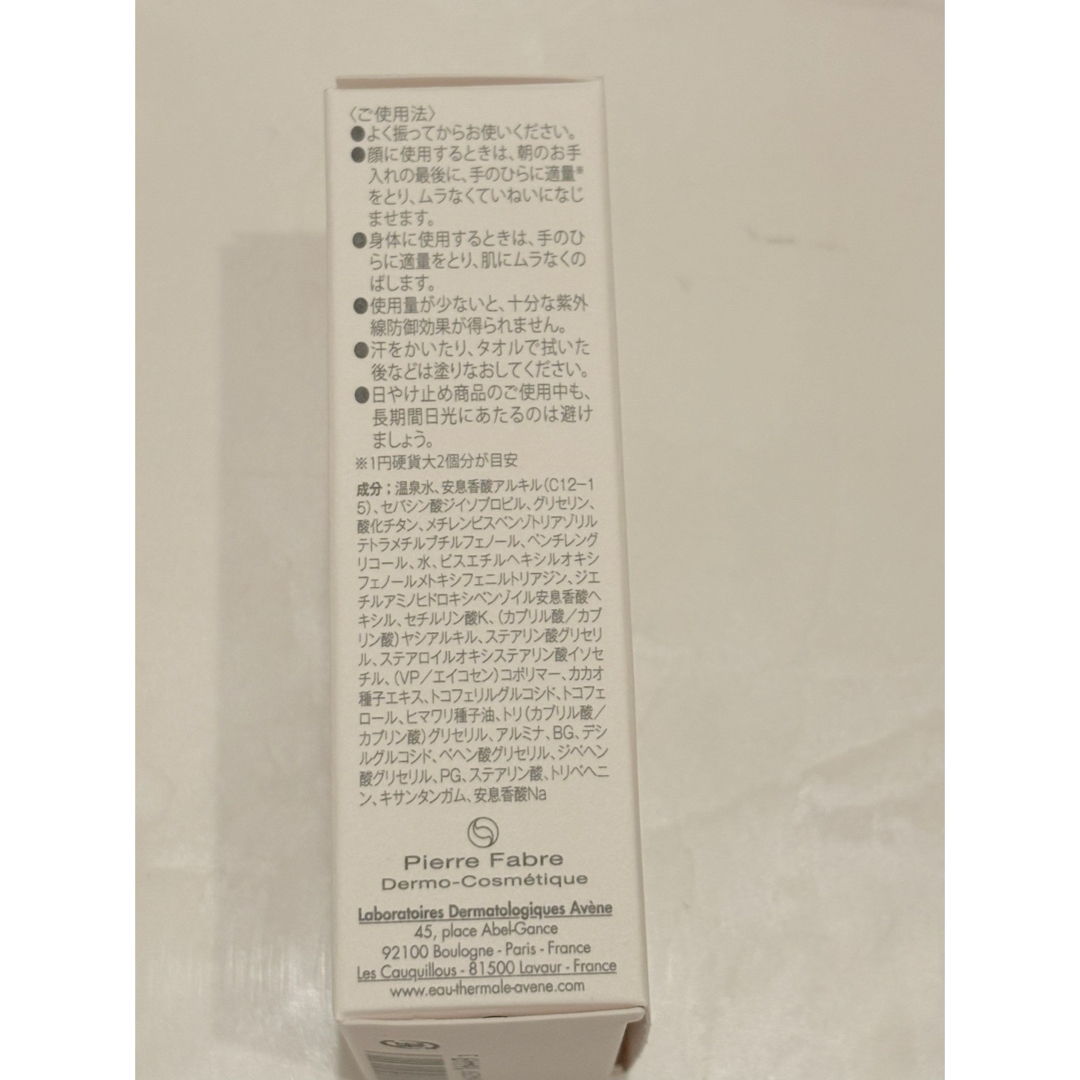 〈ご使用法〉
●よく振ってからお使いください。
●顔に使用するときは、朝のお手
入れの最後に、手のひらに適量※
をとり、ムラなくていねいになじ
ませます。
●身体に使用するときは、手のひ
らに適量をとり、肌にムラなくの
ばします。
●使用量が少ないと、十分な紫外
線防御効果が得られません。
●汗をかいたり、タオルで拭いた
後などは塗りなおしてください。
●日やけ止め商品のご使用中も、
長期間日光にあたるのは避け
ましょう。
※1円硬貨大2個分が目安
成分；温泉水、安息香酸アルキル（C12－1
5）、セバシン酸ジイソプロピル、グリセリン、
酸化チタン、メチレンビスベンゾトリアゾリル
テトラメチルブチルフェノール、ペンチレング
リコール、水、ビスエチルヘキシルオキシ
フェノールメトキシフェニルトリアジン、ジエ
チルアミノヒドロキシベンゾイル安息香酸ヘ
キシル、セチルリン酸K、（カプリル酸／カプ
リン酸）ヤシアルキル、ステアリン酸グリセリ
ル、ステアロイルオキシステアリン酸イソセ
チル、（VP／エイコセン）コポリマー、カカオ
種子エキス、トコフェリルグルコシド、トコフェ
ロール、ヒマワリ種子油、トリ（カプリル酸／
カプリン酸）グリセリル、アルミナ、BG、デシ
ルグルコシド、ベヘン酸グリセリル、ジベヘン
酸グリセリル、PG、ステアリン酸、トリベヘニ
ン、キサンタンガム、安息香酸Na
Pierre Fabre
Dermo-Cosmétique
Laboratoires Dermatologiques Avène
45, place Abel-Gance
92100 Boulogne - Paris - France
Les Cauquillous - 81500 Lavaur - France
www.eau-thermale-avene.com